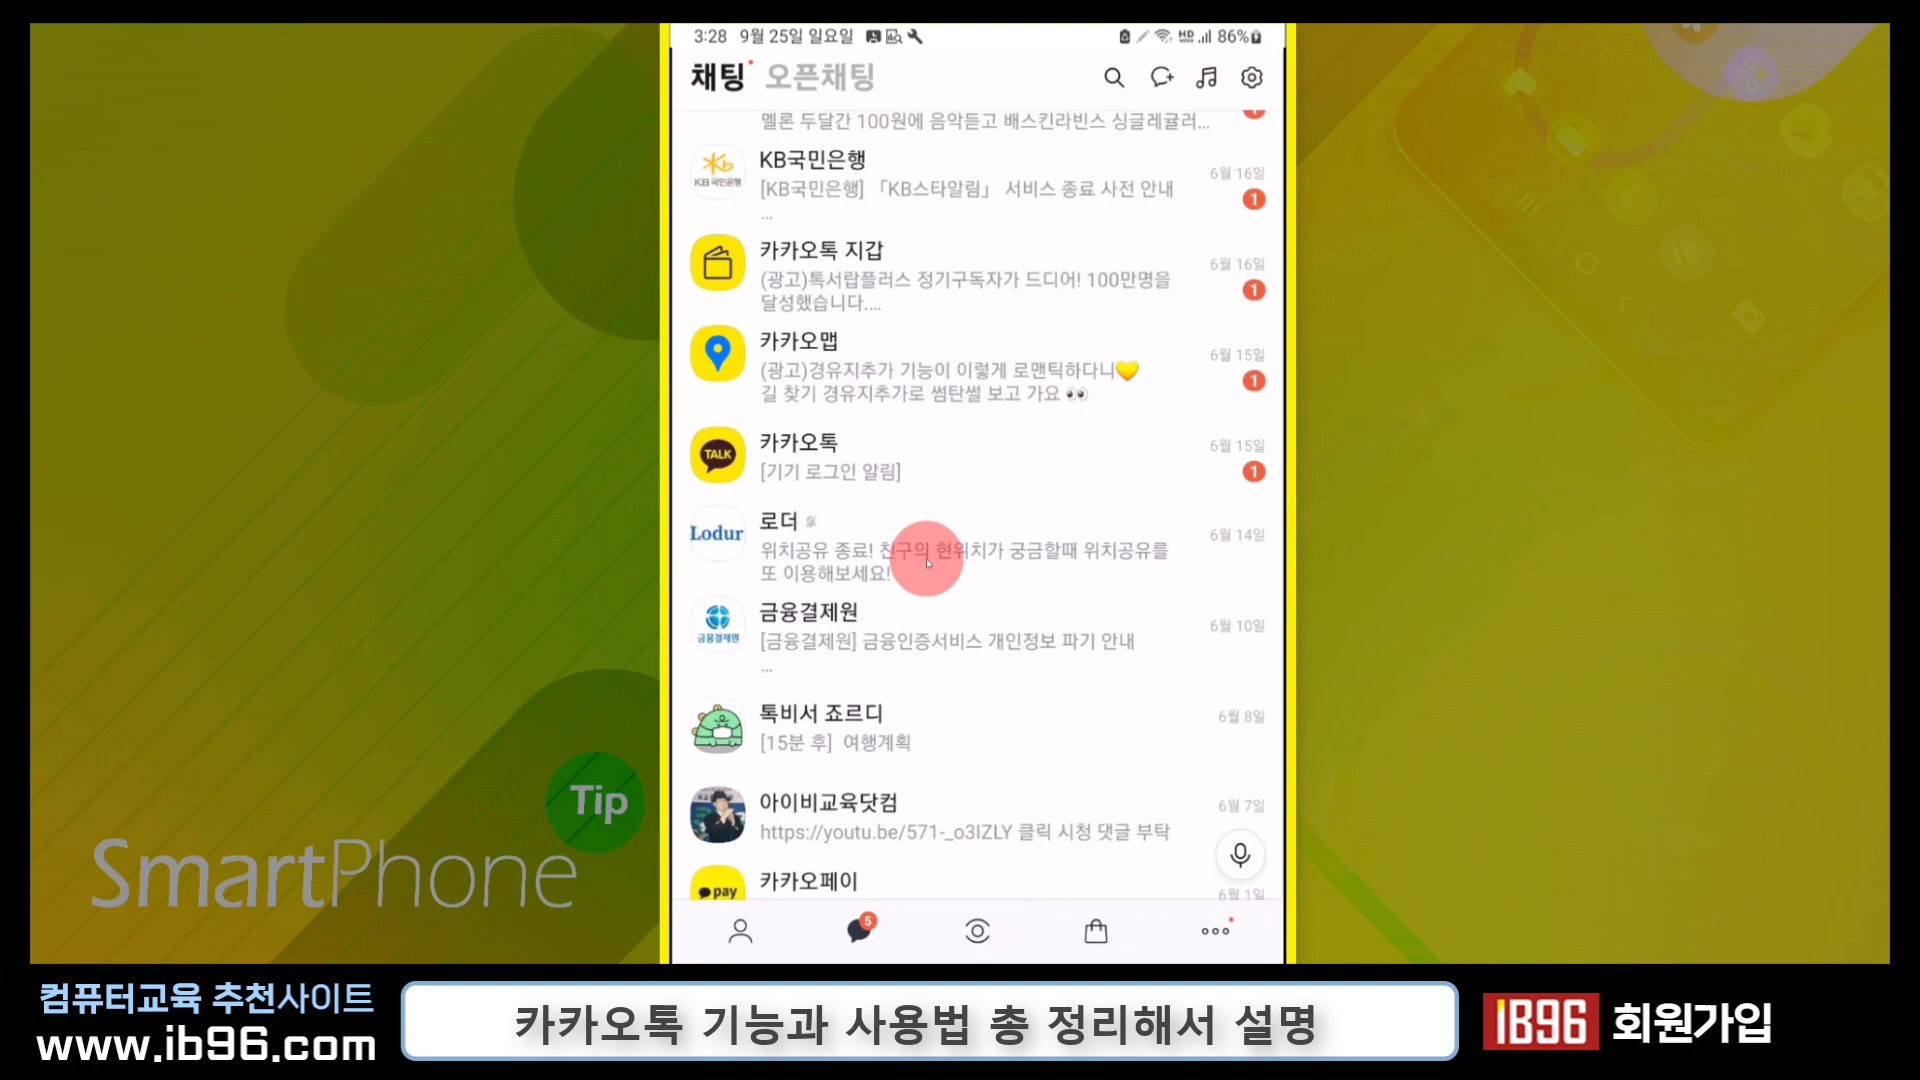 3:28 9월 25일 일요일
86%
채팅 오픈채팅
멜론 두달간 100원에 음악듣고 배스킨라빈스 싱글레귤러...
KB국민은행
KB국민은행
6월 16일
[KB국민은행] 「KB스타알림」 서비스 종료 사전 안내
...
1
카카오톡 지갑
6월 16일
(광고)톡서랍플러스 정기구독자가 드디어! 100만명을
달성했습니다....
1
카카오맵
6월 15일
(광고)경유지추가 기능이 이렇게 로맨틱하다니💛
길 찾기 경유지추가로 썸탄썰 보고 가요 👀
1
TALK
카카오톡
6월 15일
[기기 로그인 알림]
1
Lodur
로더
6월 14일
위치공유 종료! 친구의 현위치가 궁금할때 위치공유를
또 이용해보세요!
금융결제원
금융결제원
6월 10일
[금융결제원] 금융인증서비스 개인정보 파기 안내
...
톡비서 죠르디
6월 8일
[15분 후] 여행계획
아이비교육닷컴
6월 7일
https://youtu.be/571-_o3IZLY 클릭 시청 댓글 부탁
pay
카카오페이
6월 1일
5
Tip
SmartPhone
컴퓨터교육 추천사이트
www.ib96.com
카카오톡 기능과 사용법 총 정리해서 설명
IB96 회원가입